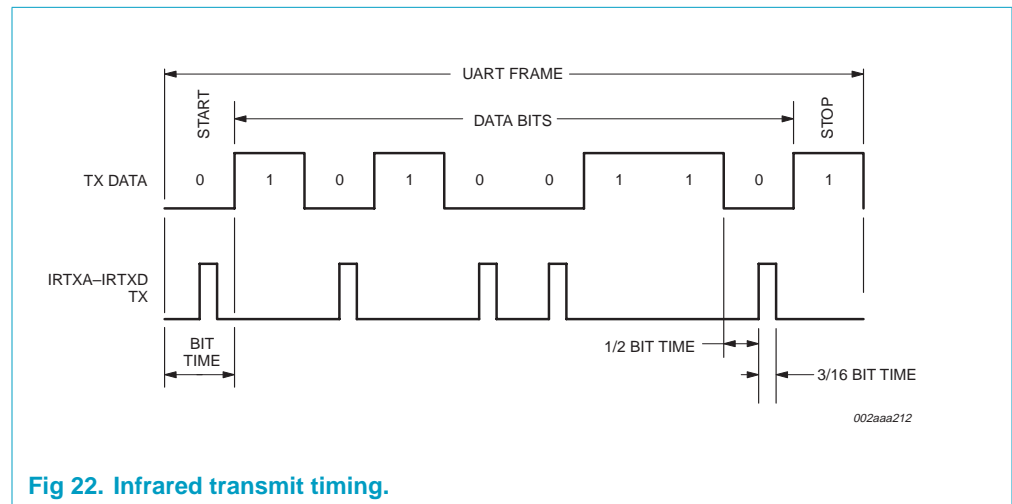 UART FRAME
START
DATA BITS
STOP
TX DATA
0 1 0 1 0 0 1 1 0 1
IRTXA–IRTXD
TX
BIT
TIME
1/2 BIT TIME
3/16 BIT TIME
002aaa212
Fig 22. Infrared transmit timing.